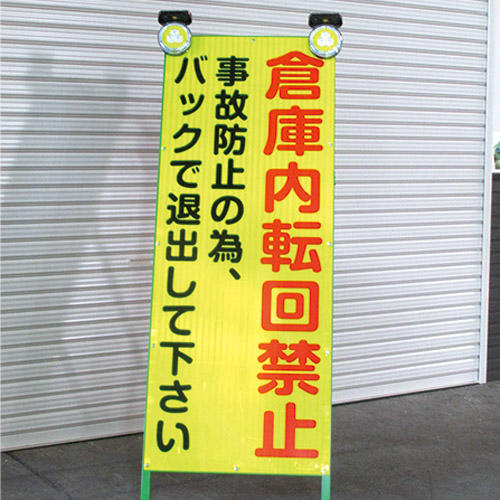 倉庫内転回禁止
事故防止の為、
バックで退出して下さい